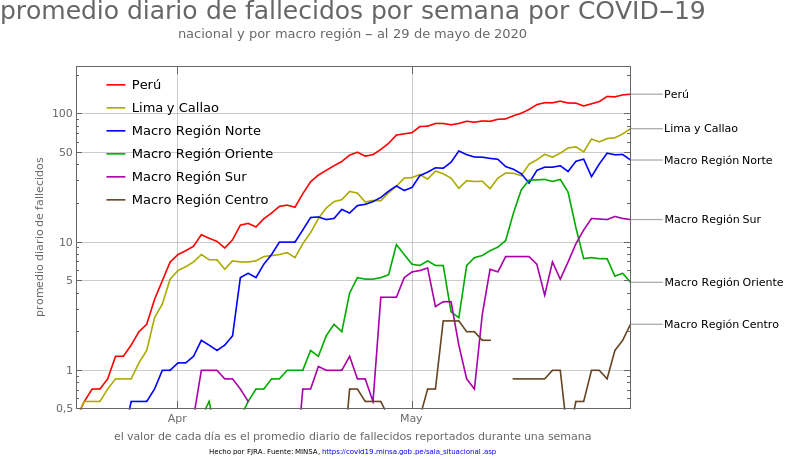 promedio diario de fallecidos por semana por COVID–19
nacional y por macro región – al 29 de mayo de 2020
promedio diario de fallecidos
100
50
10
5
1
0,5
Apr
May
Perú
Lima y Callao
Macro Región Norte
Macro Región Oriente
Macro Región Sur
Macro Región Centro
Perú
Lima y Callao
Macro Región Norte
Macro Región Sur
Macro Región Oriente
Macro Región Centro
el valor de cada día es el promedio diario de fallecidos reportados durante una semana
Hecho por FJRA. Fuente: MINSA, https://covid19.minsa.gob.pe/sala_situacional .asp